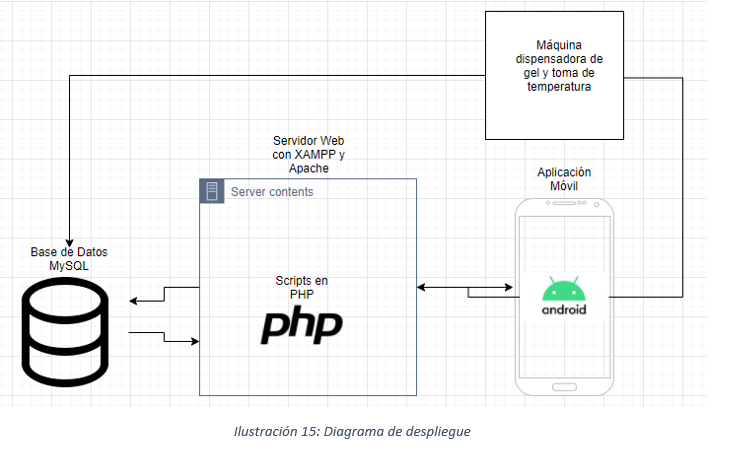 Máquina
dispensadora de
gel y toma de
temperatura
Servidor Web
con XAMPP y
Apache
Aplicación
Móvil
Server contents
Base de Datos
MySQL
Scripts en
PHP
php
android
Ilustración 15: Diagrama de despliegue